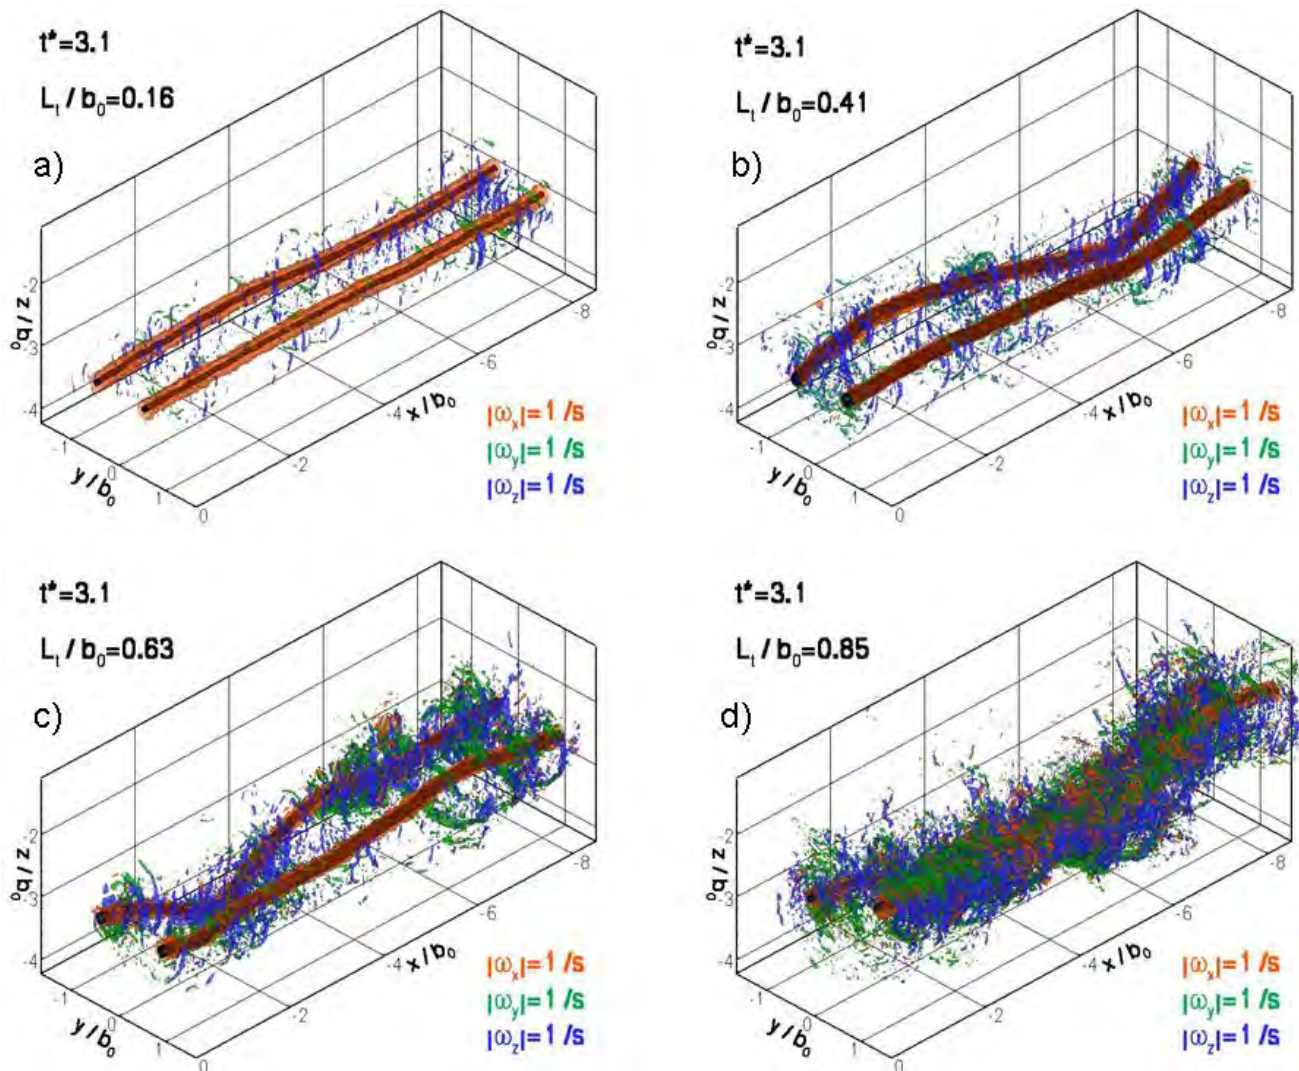 t*=3.1
L_t / b_0=0.16
a)
-2
-3
-4
z / b_0
-1
0
1
y / b_0
0
-2
-4
-6
-8
x / b_0
|ω_x|= 1 /s
|ω_y|= 1 /s
|ω_z|= 1 /s
t*=3.1
L_t / b_0=0.41
b)
-2
-3
-4
z / b_0
-1
0
1
y / b_0
0
-2
-4
-6
-8
x / b_0
|ω_x|= 1 /s
|ω_y|= 1 /s
|ω_z|= 1 /s
t*=3.1
L_t / b_0=0.63
c)
-2
-3
-4
z / b_0
-1
0
1
y / b_0
0
-2
-4
-6
-8
x / b_0
|ω_x|= 1 /s
|ω_y|= 1 /s
|ω_z|= 1 /s
t*=3.1
L_t / b_0=0.85
d)
-2
-3
-4
z / b_0
-1
0
1
y / b_0
0
-2
-4
-6
-8
x / b_0
|ω_x|= 1 /s
|ω_y|= 1 /s
|ω_z|= 1 /s